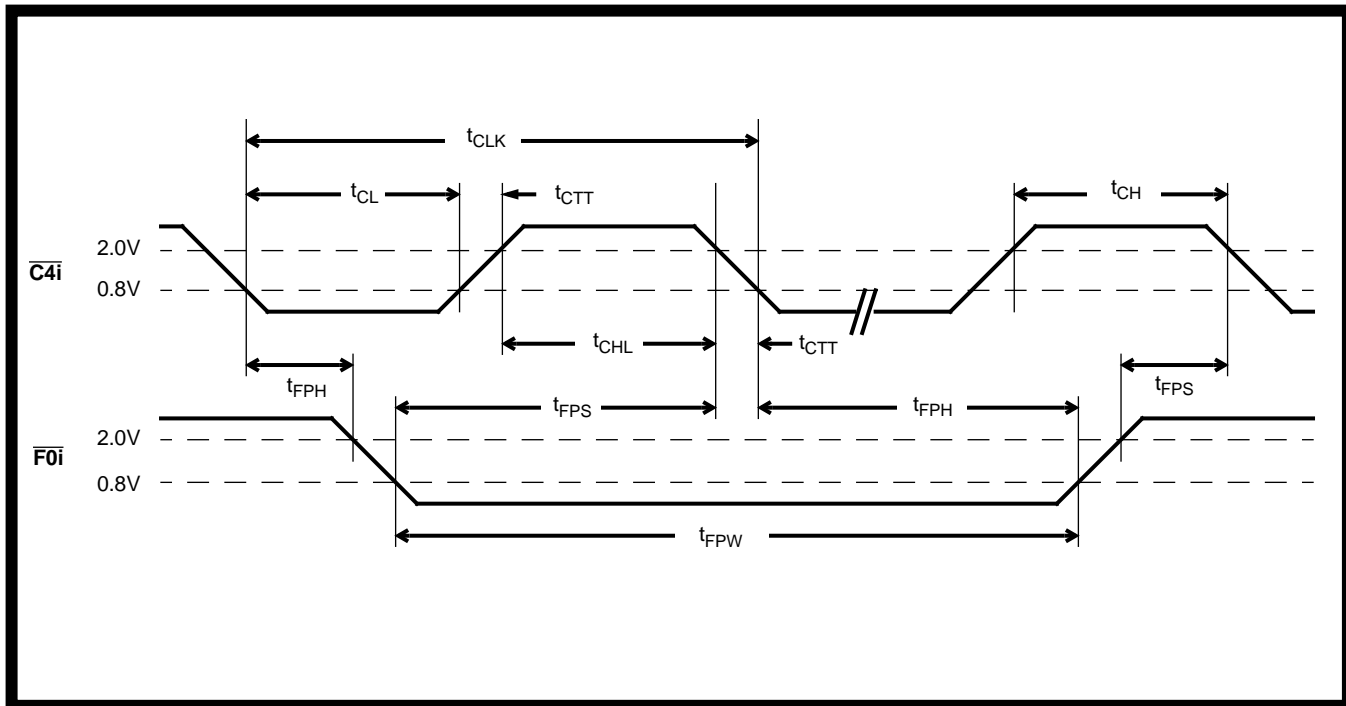 tCLK
tCL
tCTT
tCH
2.0V
C4i
0.8V
tCHL
tCTT
tFPH
tFPS
tFPH
tFPS
2.0V
F0i
0.8V
tFPW